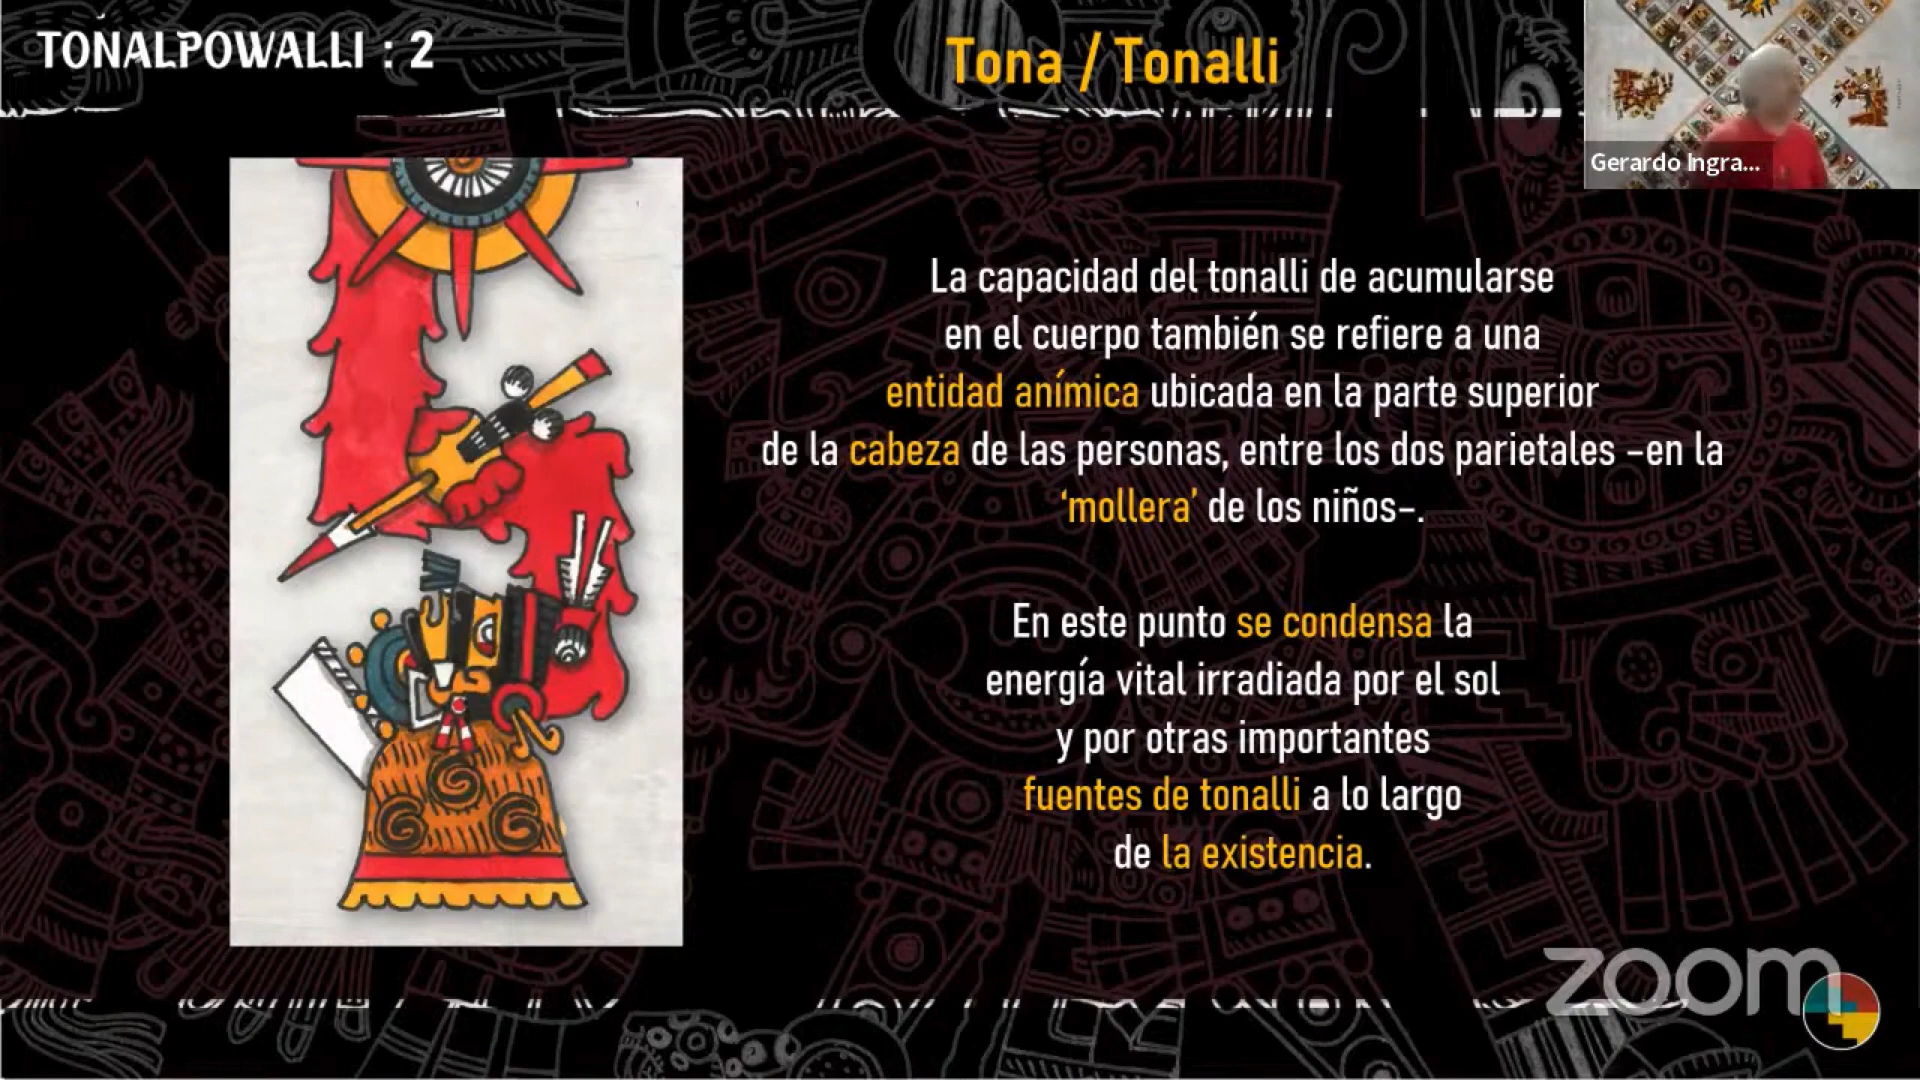 TONALPOWALLI : 2
Tona / Tonalli
Gerardo Ingra...
La capacidad del tonalli de acumularse
en el cuerpo también se refiere a una
entidad anímica ubicada en la parte superior
de la cabeza de las personas, entre los dos parietales –en la
‘mollera’ de los niños–.
En este punto se condensa la
energía vital irradiada por el sol
y por otras importantes
fuentes de tonalli a lo largo
de la existencia.
zoom